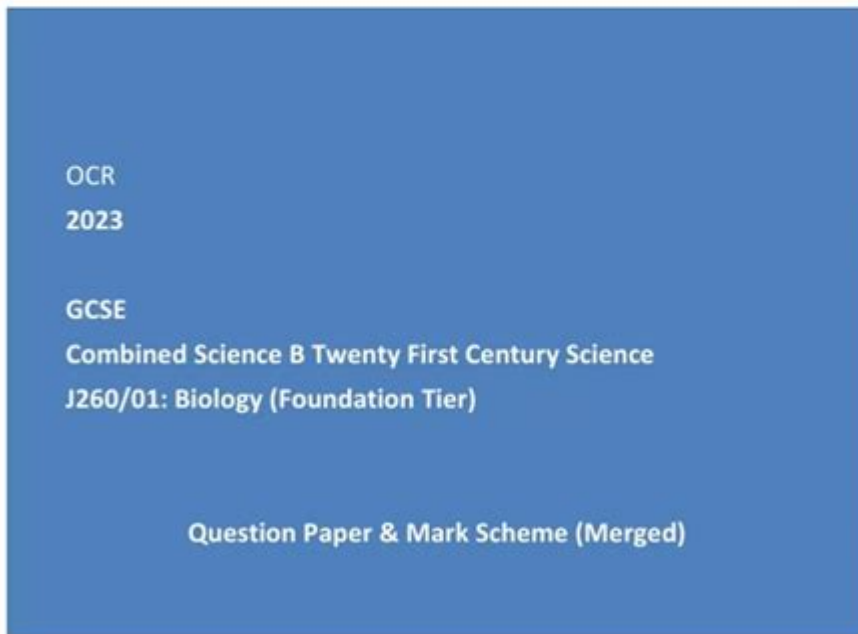 OCR
2023
GCSE
Combined Science B Twenty First Century Science
J260/01: Biology (Foundation Tier)
Question Paper & Mark Scheme (Merged)